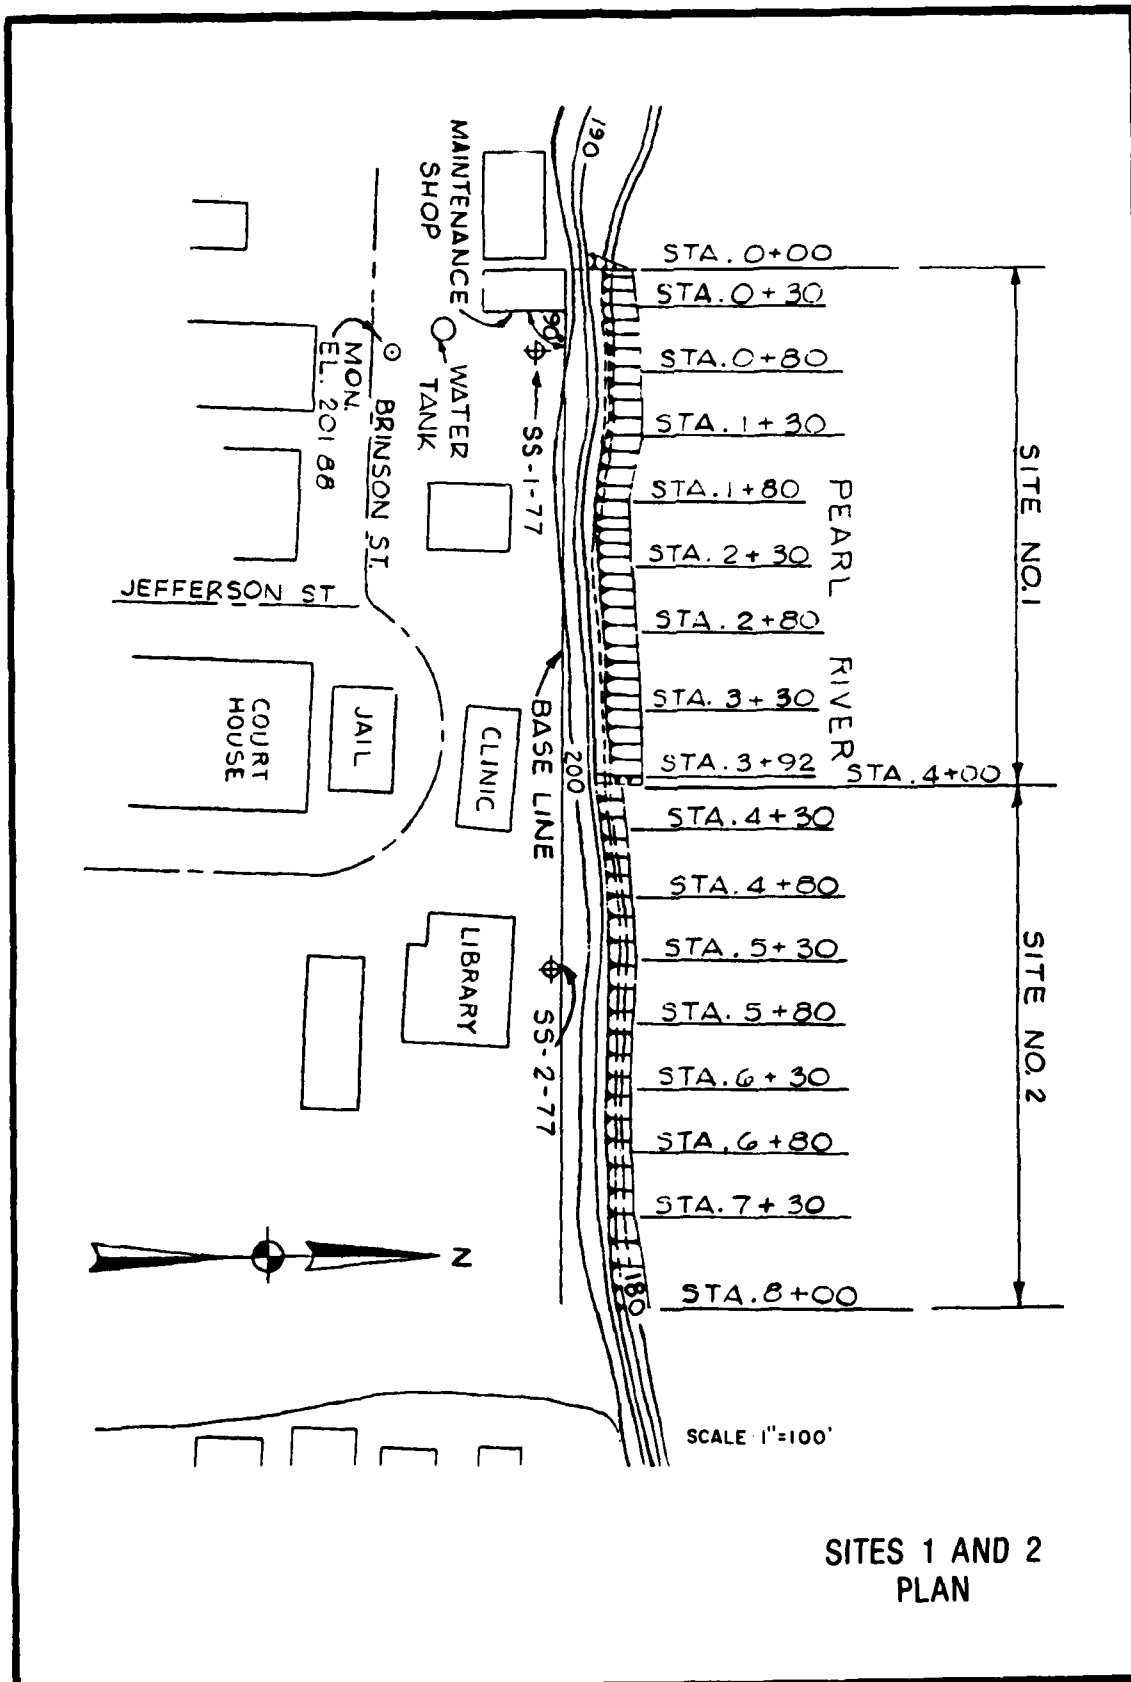 190
MAINTENANCE
SHOP
STA. 0+00
STA. 0+30
STA. 0+80
STA. 1+30
STA. 1+80
STA. 2+30
STA. 2+80
STA. 3+30
STA. 3+92
STA. 4+00
STA. 4+30
STA. 4+80
STA. 5+30
STA. 5+80
STA. 6+30
STA. 6+80
STA. 7+30
STA. 8+00
SITE NO. 1
SITE NO. 2
PEARL RIVER
90°
WATER
TANK
SS-1-77
MON.
EL. 201.88
BRINSON ST.
JEFFERSON ST
COURT
HOUSE
JAIL
CLINIC
BASE LINE
200
LIBRARY
SS-2-77
N
180
SCALE 1"=100'
SITES 1 AND 2
PLAN